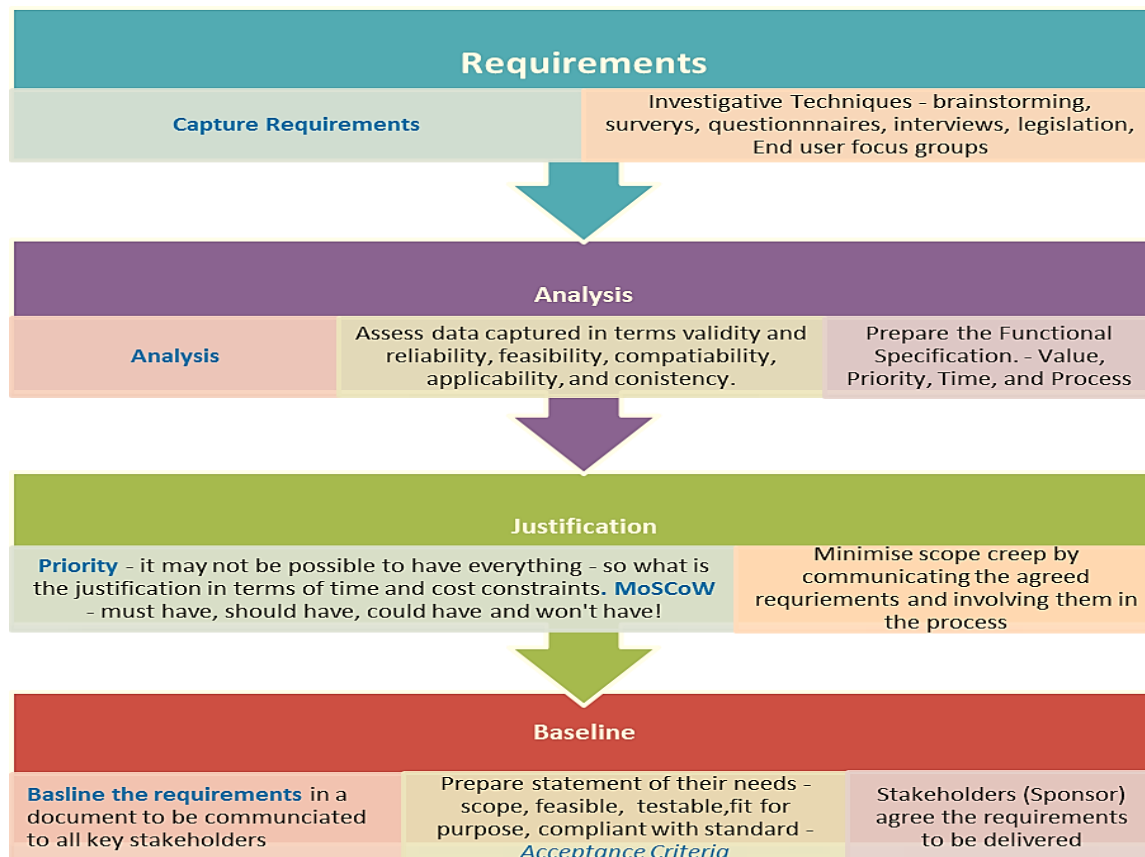 Requirements
Capture Requirements
Investigative Techniques - brainstorming,
surverys, questionnnaires, interviews, legislation,
End user focus groups
Analysis
Analysis
Assess data captured in terms validity and
reliability, feasibility, compatiability,
applicability, and conistency.
Prepare the Functional
Specification. - Value,
Priority, Time, and Process
Justification
Priority - it may not be possible to have everything - so what is
the justification in terms of time and cost constraints. MoSCoW
- must have, should have, could have and won't have!
Minimise scope creep by
communicating the agreed
requriements and involving them in
the process
Baseline
Basline the requirements in a
document to be communciated
to all key stakeholders
Prepare statement of their needs -
scope, feasible, testable,fit for
purpose, compliant with standard -
Acceptance Criteria
Stakeholders (Sponsor)
agree the requirements
to be delivered